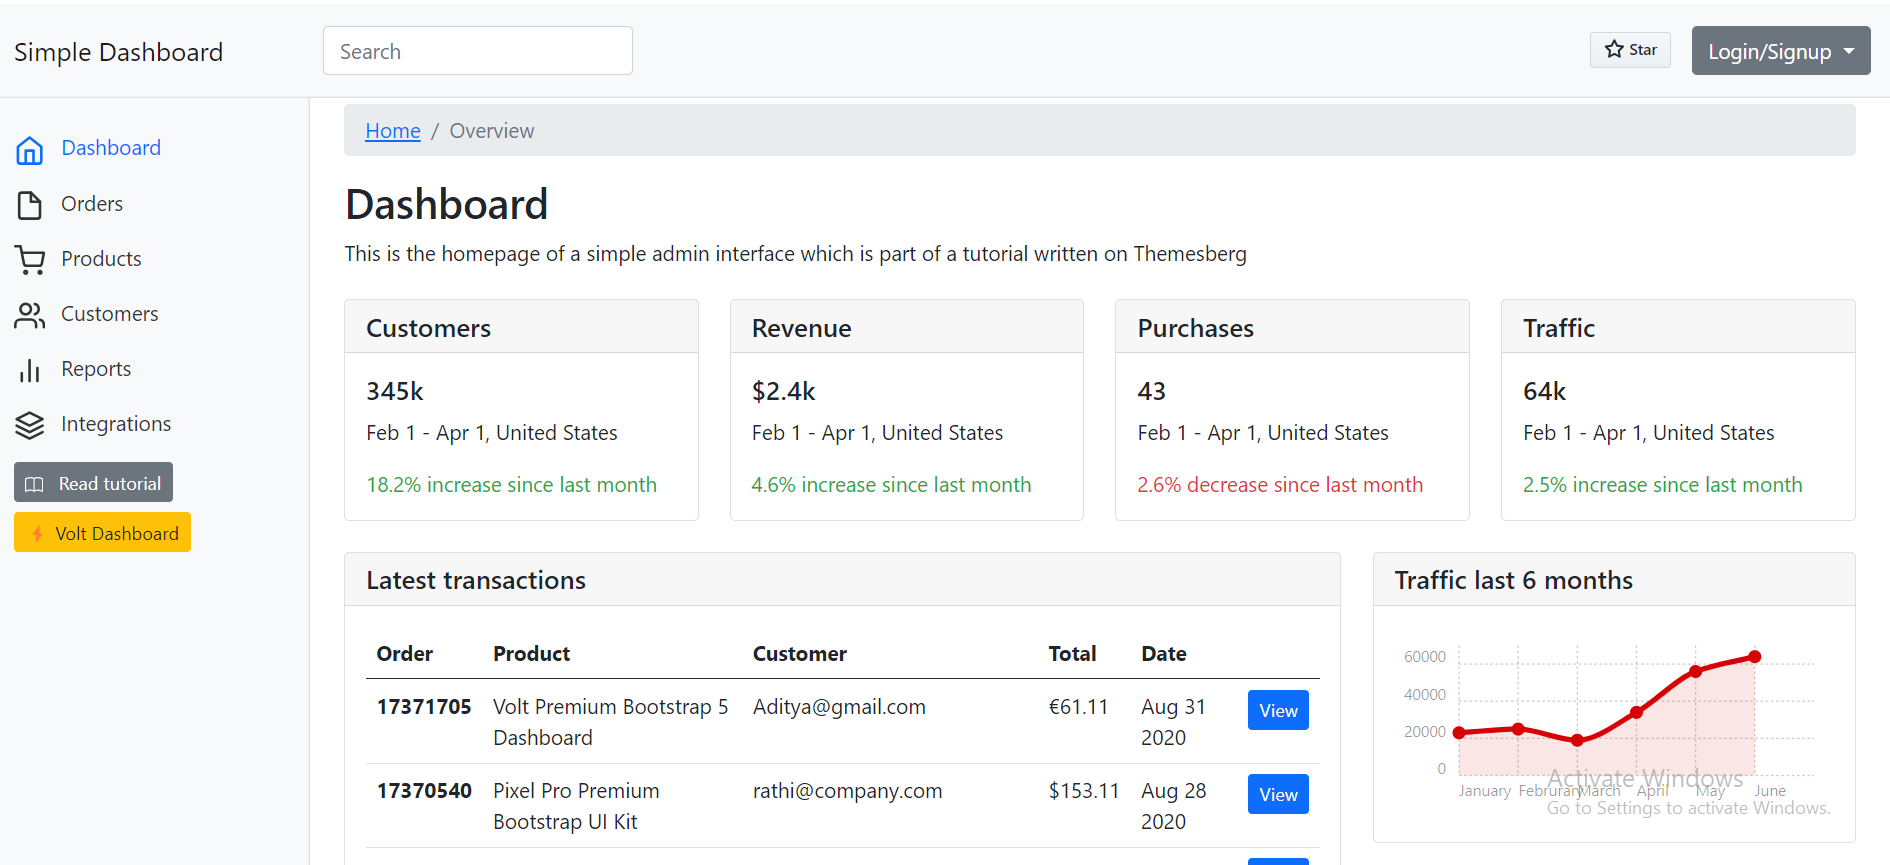 Simple Dashboard
Search
Star
Login/Signup
Dashboard
Orders
Products
Customers
Reports
Integrations
Read tutorial
Volt Dashboard
Home / Overview
Dashboard
This is the homepage of a simple admin interface which is part of a tutorial written on Themesberg
Customers
345k
Feb 1 - Apr 1, United States
18.2% increase since last month
Revenue
$2.4k
Feb 1 - Apr 1, United States
4.6% increase since last month
Purchases
43
Feb 1 - Apr 1, United States
2.6% decrease since last month
Traffic
64k
Feb 1 - Apr 1, United States
2.5% increase since last month
Latest transactions
Order Product Customer Total Date
17371705 Volt Premium Bootstrap 5 Aditya@gmail.com €61.11 Aug 31 View
Dashboard 2020
17370540 Pixel Pro Premium rathi@company.com $153.11 Aug 28 View
Bootstrap UI Kit 2020
Traffic last 6 months
60000
40000
20000
0
January Februrary March April May June
Activate Windows
Go to Settings to activate Windows.